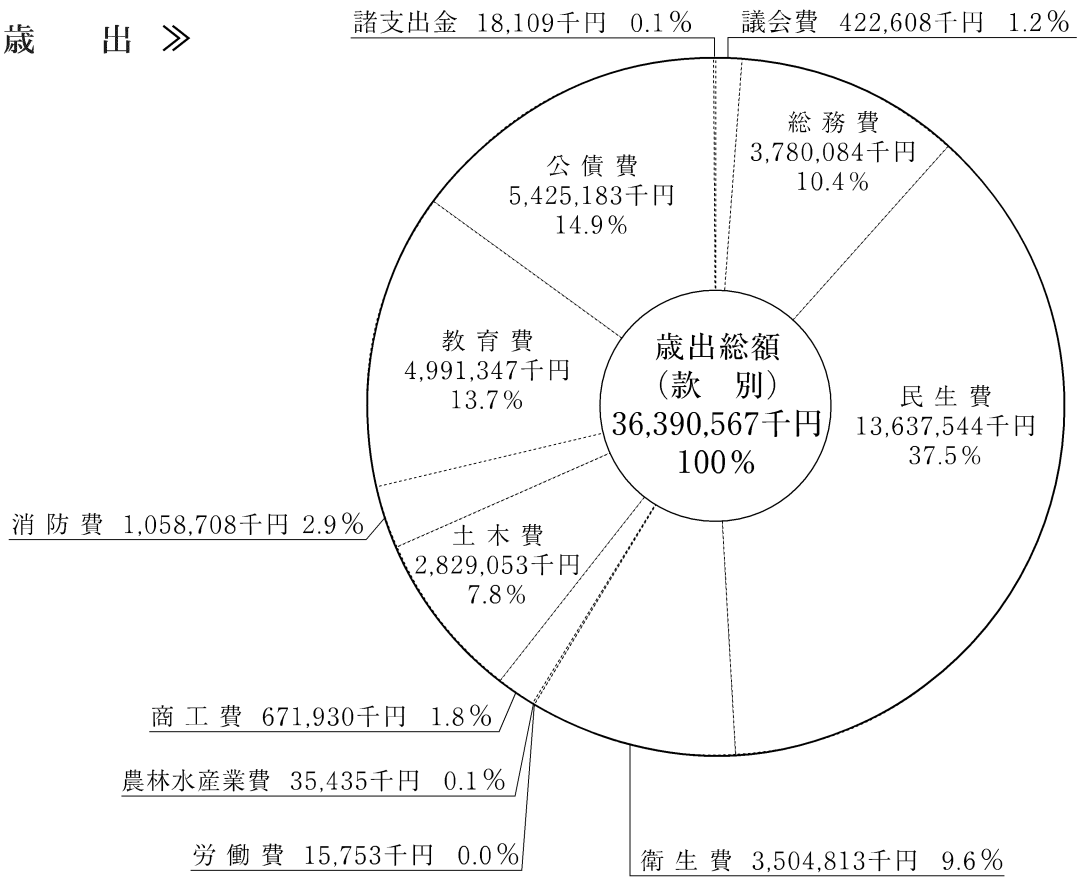 歳　出 ≫
諸支出金 18,109千円 0.1%
議会費 422,608千円 1.2%
総務費
3,780,084千円
10.4%
公債費
5,425,183千円
14.9%
教育費
4,991,347千円
13.7%
歳出総額
（款　別）
36,390,567千円
100%
民生費
13,637,544千円
37.5%
消防費 1,058,708千円 2.9%
土木費
2,829,053千円
7.8%
商工費 671,930千円 1.8%
農林水産業費 35,435千円 0.1%
労働費 15,753千円 0.0%
衛生費 3,504,813千円 9.6%